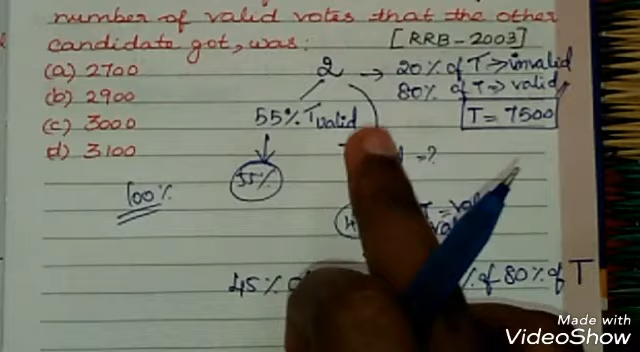 number of valid votes that the other
candidate got, was: [RRB-2003]
(a) 2700
(b) 2900
(c) 3000
(d) 3100
2 → 20% of T => invalid
80% of T => valid
55% T valid
T = 7500
= ?
55%
100%
45% of 80% of T
Made with
VideoShow